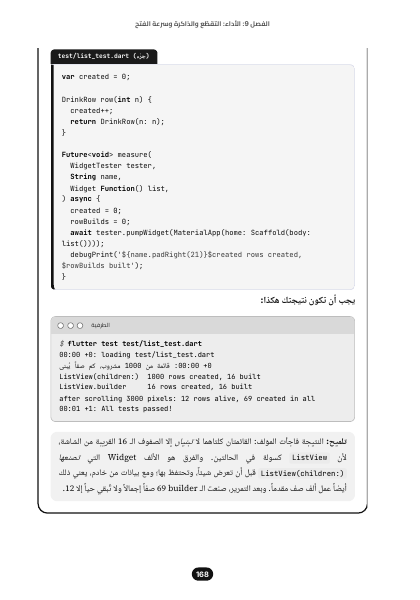 الفصل 9: الأداء: التقطّع والذاكرة وسرعة الفتح
test/list_test.dart (جزء)
var created = 0;
DrinkRow row(int n) {
created++;
return DrinkRow(n: n);
}
Future<void> measure(
WidgetTester tester,
String name,
Widget Function() list,
) async {
created = 0;
rowBuilds = 0;
await tester.pumpWidget(MaterialApp(home: Scaffold(body:
list())));
debugPrint('${name.padRight(21)}$created rows created,
$rowBuilds built');
}
يجب أن تكون نتيجتك هكذا:
الطرفية
$ flutter test test/list_test.dart
00:00 +0: loading test/list_test.dart
00:00 +0: قائمة من 1000 مشروب، كم صفاً يُبنى
ListView(children:) 1000 rows created, 16 built
ListView.builder 16 rows created, 16 built
after scrolling 3000 pixels: 12 rows alive, 69 created in all
00:01 +1: All tests passed!
تلميح: النتيجة فاجأت المؤلف: القائمتان كلتاهما لا تبنيان إلا الصفوف الـ 16 القريبة من الشاشة،
لأن ListView كسولة في الحالتين. والفرق هو الألف Widget التي تصنعها
ListView(children:) قبل أن تعرض شيئاً، وتحتفظ بها؛ ومع بيانات من خادم، يعني ذلك
أيضاً عمل ألف صف مقدماً. وبعد التمرير، صنعت الـ builder 69 صفاً إجمالاً ولا تُبقي حياً إلا 12.
168